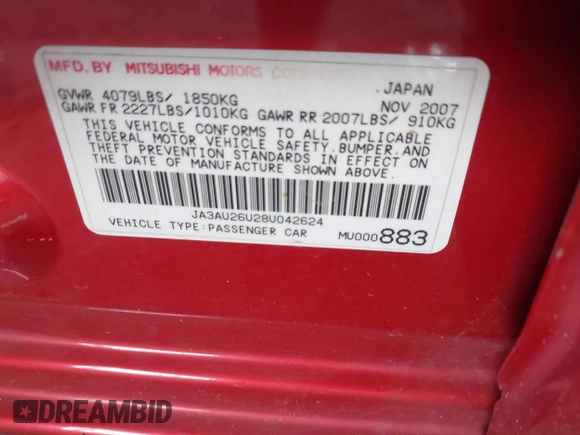 MFD. BY MITSUBISHI MOTORS CORPORATION JAPAN
GVWR 4079LBS/ 1850KG NOV 2007
GAWR FR 2227LBS/1010KG GAWR RR 2007LBS/ 910KG
THIS VEHICLE CONFORMS TO ALL APPLICABLE
FEDERAL MOTOR VEHICLE SAFETY, BUMPER, AND
THEFT PREVENTION STANDARDS IN EFFECT ON
THE DATE OF MANUFACTURE SHOWN ABOVE.
JA3AU26U28U042624
VEHICLE TYPE:PASSENGER CAR MU000883
DREAMBID